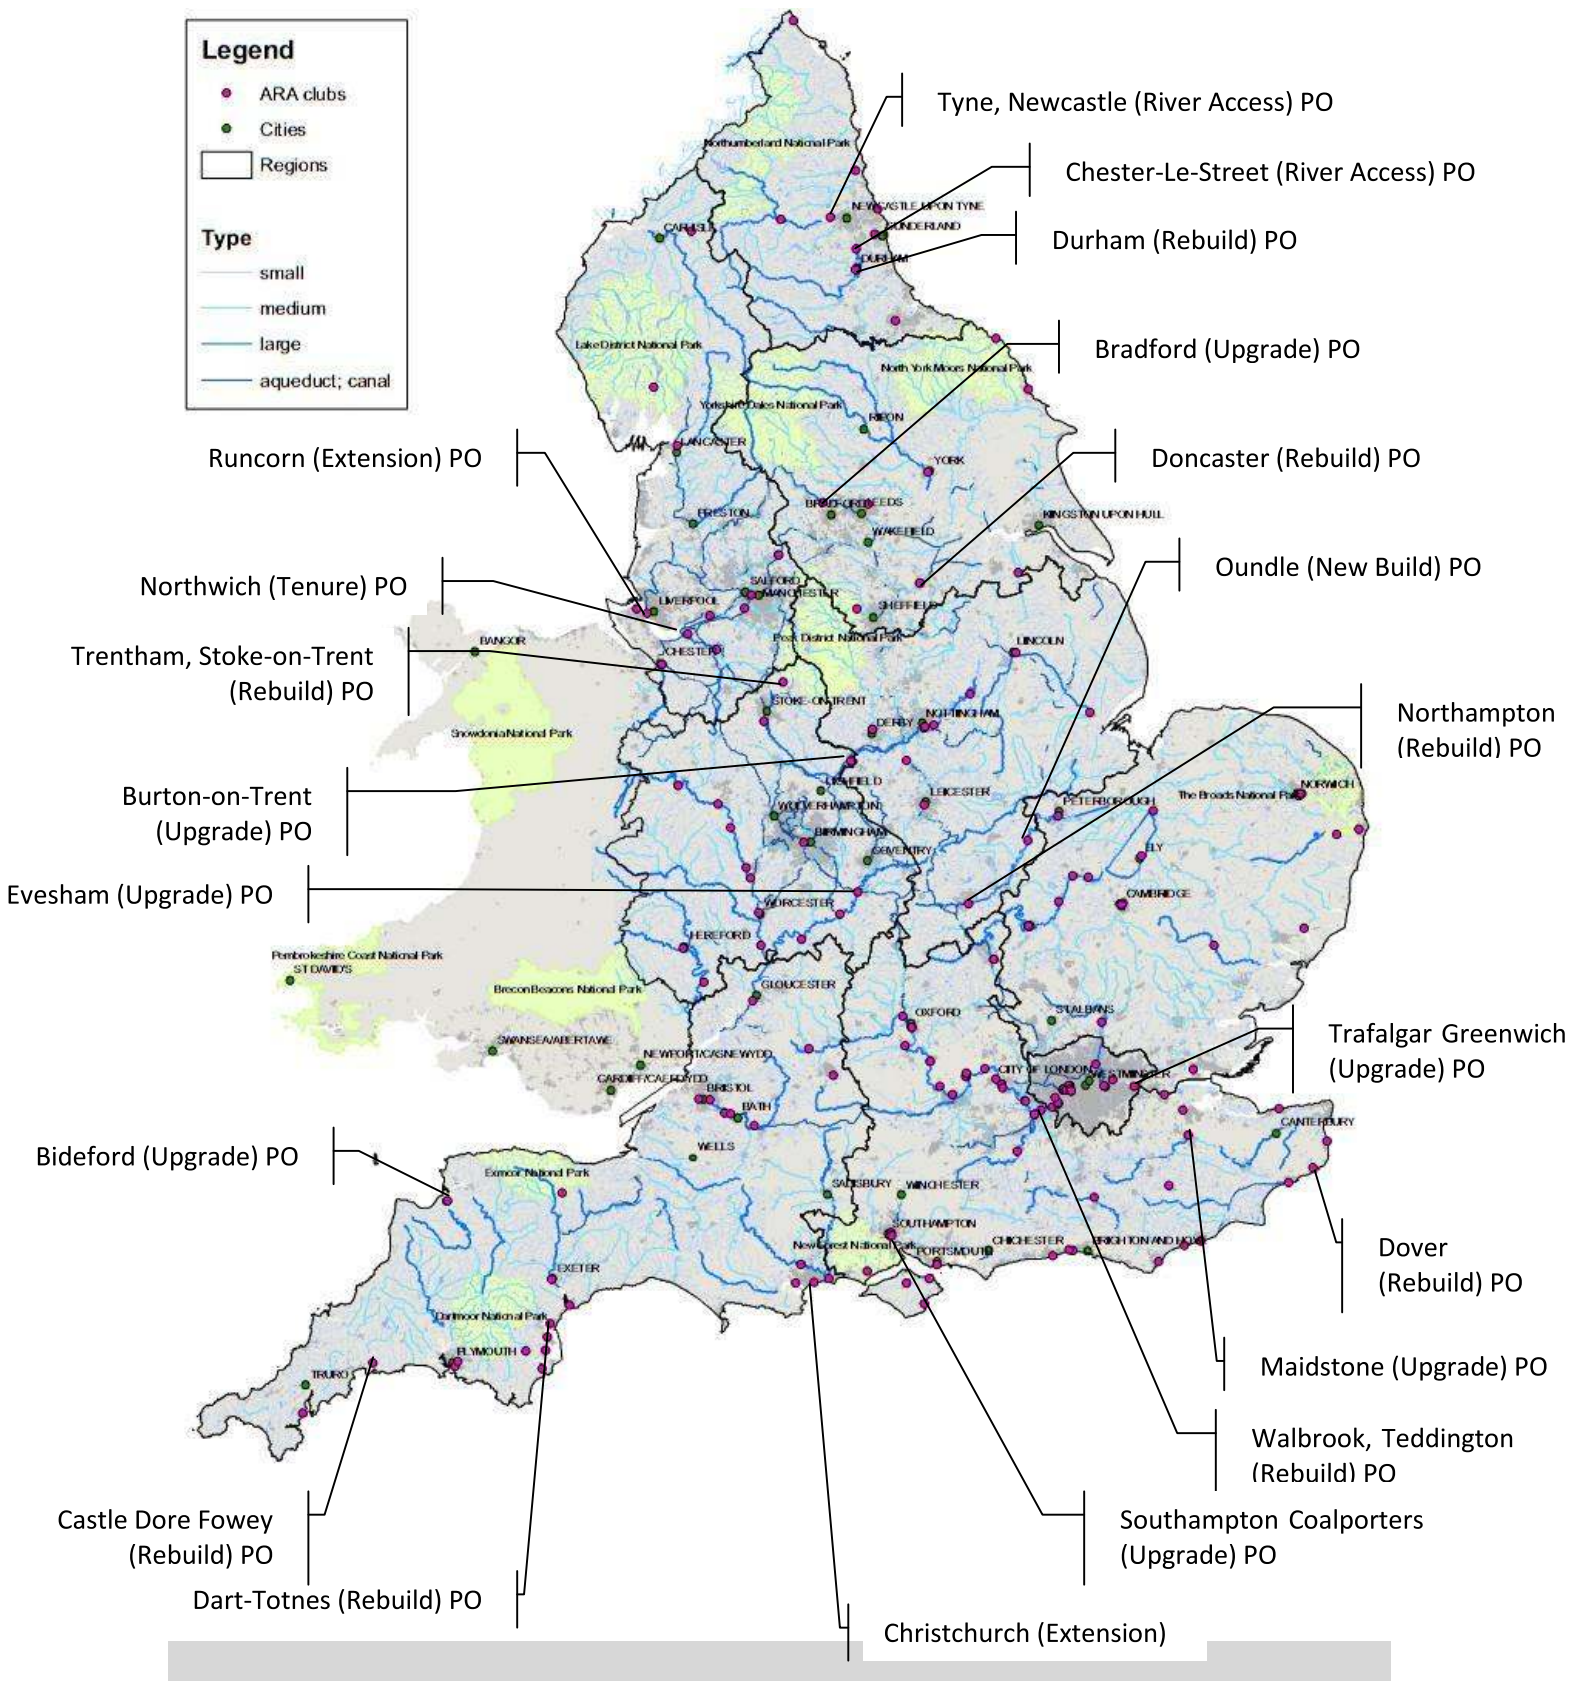 Legend
ARA clubs
Cities
Regions
Type
small
medium
large
aqueduct; canal
Tyne, Newcastle (River Access) PO
Chester-Le-Street (River Access) PO
Durham (Rebuild) PO
Bradford (Upgrade) PO
Runcorn (Extension) PO
Doncaster (Rebuild) PO
Northwich (Tenure) PO
Oundle (New Build) PO
Trentham, Stoke-on-Trent
(Rebuild) PO
Northampton
(Rebuild) PO
Burton-on-Trent
(Upgrade) PO
Evesham (Upgrade) PO
Trafalgar Greenwich
(Upgrade) PO
Bideford (Upgrade) PO
Dover
(Rebuild) PO
Maidstone (Upgrade) PO
Walbrook, Teddington
(Rebuild) PO
Castle Dore Fowey
(Rebuild) PO
Southampton Coalporters
(Upgrade) PO
Dart-Totnes (Rebuild) PO
Christchurch (Extension)
Northumberland National Park
NEWCASTLE UPON TYNE
SUNDERLAND
CARLISLE
DURHAM
Lake District National Park
North York Moors National Park
Yorkshire Dales National Park
RIPON
LANCASTER
YORK
BRADFORD
LEEDS
PRESTON
KINGSTON UPON HULL
WAKEFIELD
SALFORD
MANCHESTER
LIVERPOOL
SHEFFIELD
Peak District National Park
LINCOLN
BANGOR
CHESTER
STOKE-ON-TRENT
Snowdonia National Park
DERBY
NOTTINGHAM
LICHFIELD
LEICESTER
PETERBOROUGH
The Broads National Park
NORWICH
WOLVERHAMPTON
BIRMINGHAM
COVENTRY
ELY
CAMBRIDGE
WORCESTER
HEREFORD
Pembrokeshire Coast National Park
ST DAVID'S
Brecon Beacons National Park
GLOUCESTER
OXFORD
ST ALBANS
SWANSEA/ABERTAWE
NEWPORT/CASNEWYDD
CARDIFF/CAERDYDD
CITY OF LONDON
WESTMINSTER
BRISTOL
BATH
CANTERBURY
WELLS
Exmoor National Park
SALISBURY
WINCHESTER
SOUTHAMPTON
New Forest National Park
PORTSMOUTH
CHICHESTER
BRIGHTON AND HOVE
EXETER
Dartmoor National Park
PLYMOUTH
TRURO